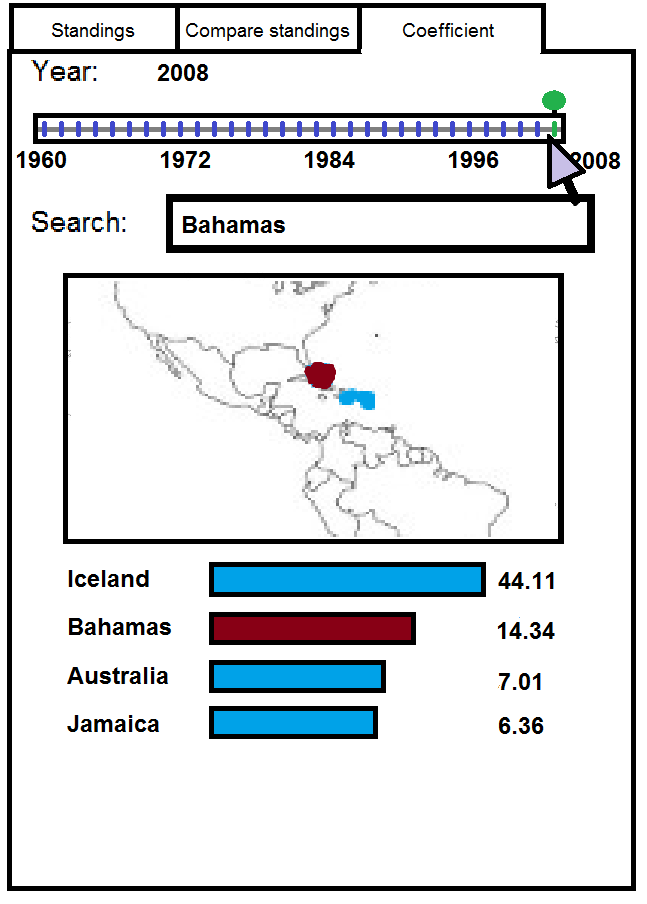 Standings Compare standings Coefficient
Year: 2008
1960 1972 1984 1996 2008
Search: Bahamas
Iceland 44.11
Bahamas 14.34
Australia 7.01
Jamaica 6.36